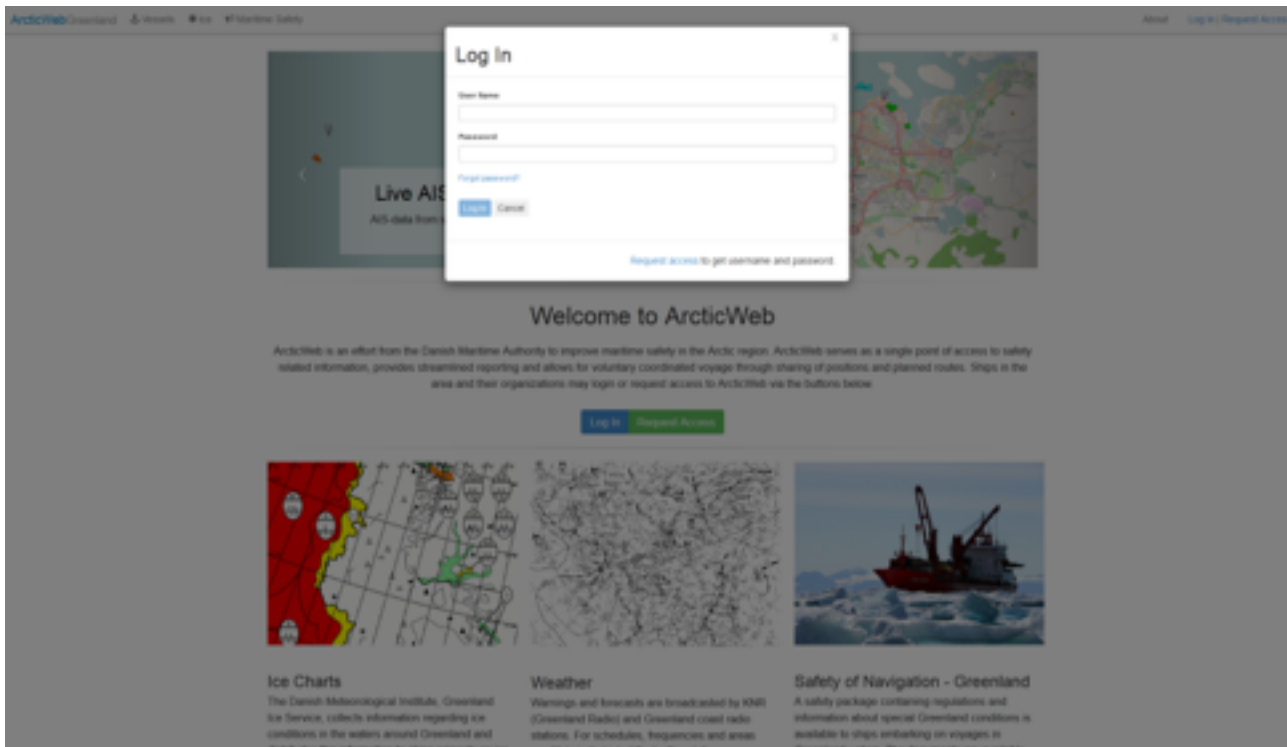 ArcticWeb Greenland Vessels Ice Maritime Safety About Log In | Request Access
×
Log In
User Name
Password
Forgot password?
Log In Cancel
Request access to get username and password.
Live AIS
AIS-data from
Welcome to ArcticWeb
ArcticWeb is an effort from the Danish Maritime Authority to improve maritime safety in the Arctic region. ArcticWeb serves as a single point of access to safety
related information, provides streamlined reporting and allows for voluntary coordinated voyage through sharing of positions and planned routes. Ships in the
area and their organizations may login or request access to ArcticWeb via the buttons below.
Log In Request Access
Ice Charts
The Danish Meteorological Institute, Greenland
Ice Service, collects information regarding ice
conditions in the waters around Greenland and
Weather
Warnings and forecasts are broadcasted by KNR
(Greenland Radio) and Greenland coast radio
stations. For schedules, frequencies and areas
Safety of Navigation - Greenland
A safety package containing regulations and
information about special Greenland conditions is
available to ships embarking on voyages in